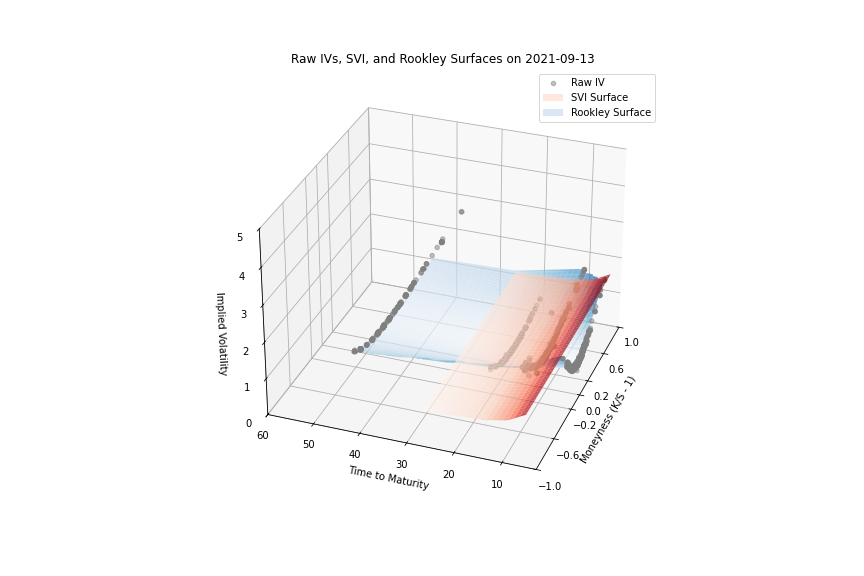 Raw IVs, SVI, and Rookley Surfaces on 2021-09-13
Raw IV
SVI Surface
Rookley Surface
5
4
3
2
1
0
Implied Volatility
60
50
40
30
20
10
Time to Maturity
1.0
0.6
0.2
0.0
−0.2
−0.6
−1.0
Moneyness (K/S - 1)